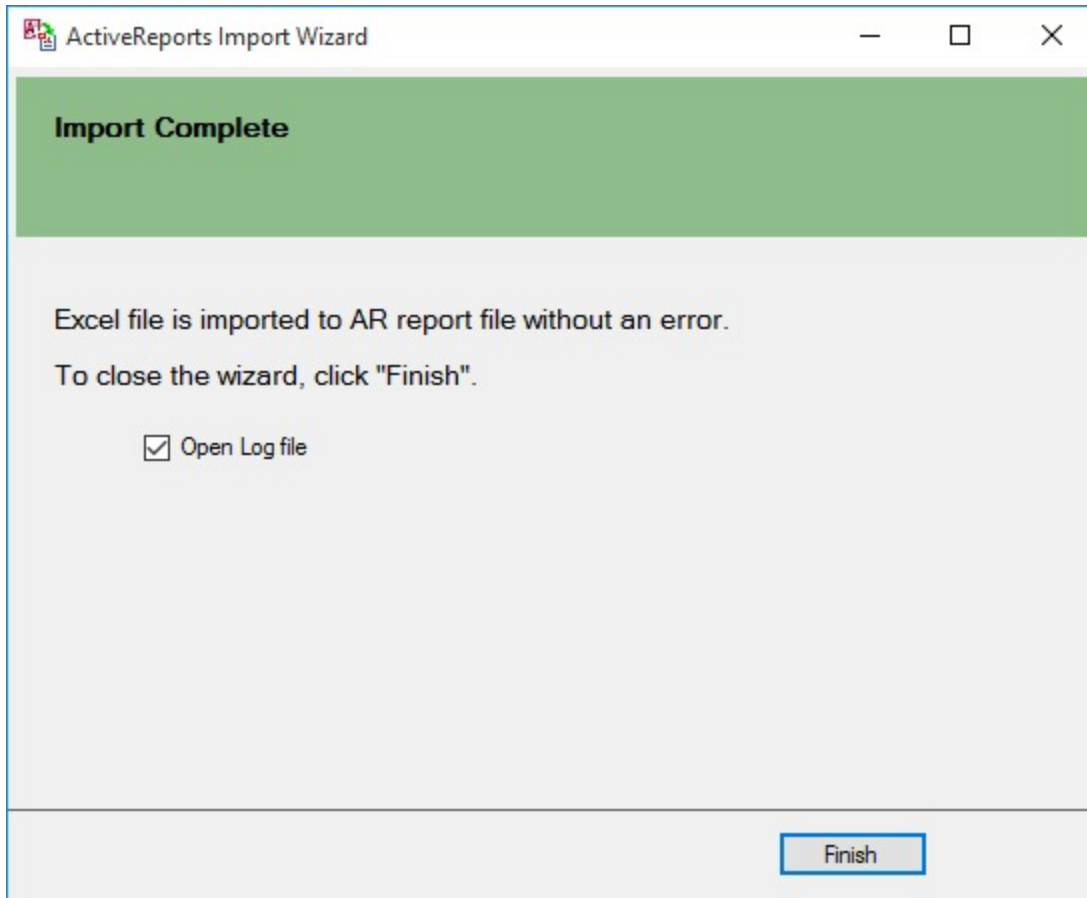 ActiveReports Import Wizard
Import Complete
Excel file is imported to AR report file without an error.
To close the wizard, click "Finish".
Open Log file
Finish